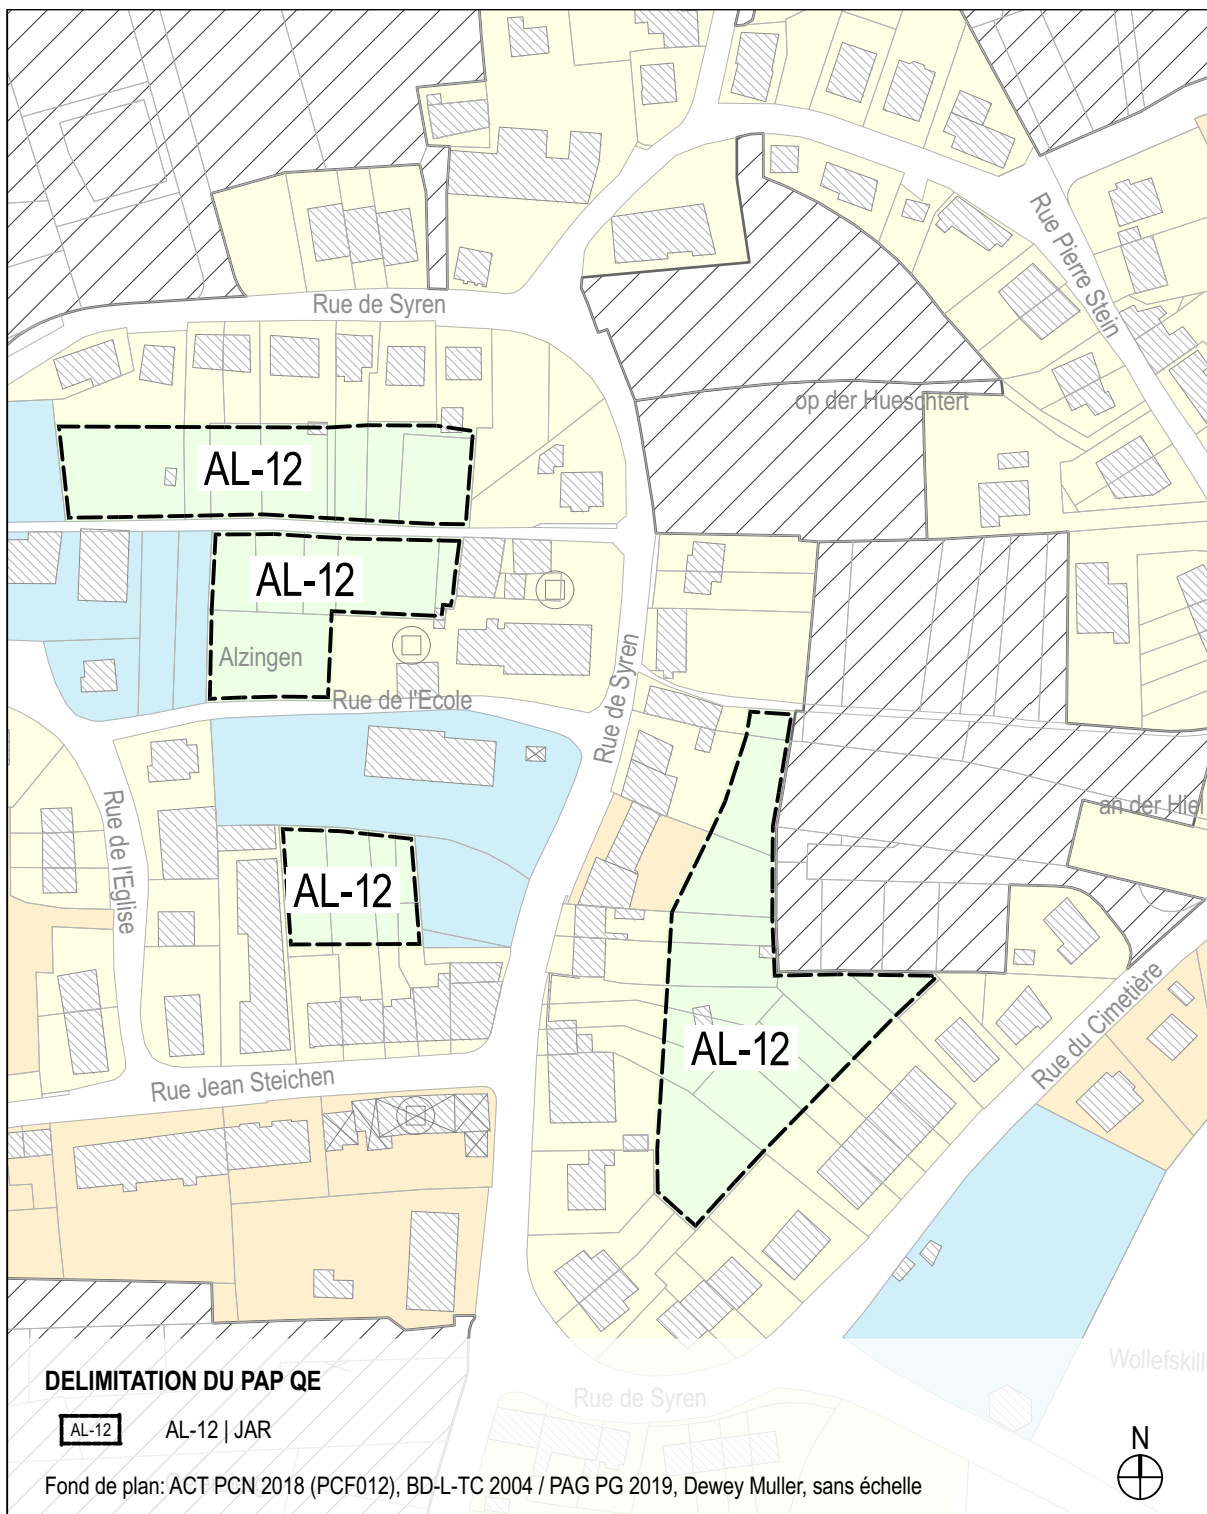 Rue de Syren
Rue Pierre Stein
op der Hueschtert
AL-12
AL-12
Alzingen
Rue de l'Ecole
Rue de Syren
an der Hiel
Rue de l'Eglise
AL-12
AL-12
Rue du Cimetière
Rue Jean Steichen
Wollefskille
DELIMITATION DU PAP QE
Rue de Syren
AL-12
AL-12 | JAR
N
Fond de plan: ACT PCN 2018 (PCF012), BD-L-TC 2004 / PAG PG 2019, Dewey Muller, sans échelle